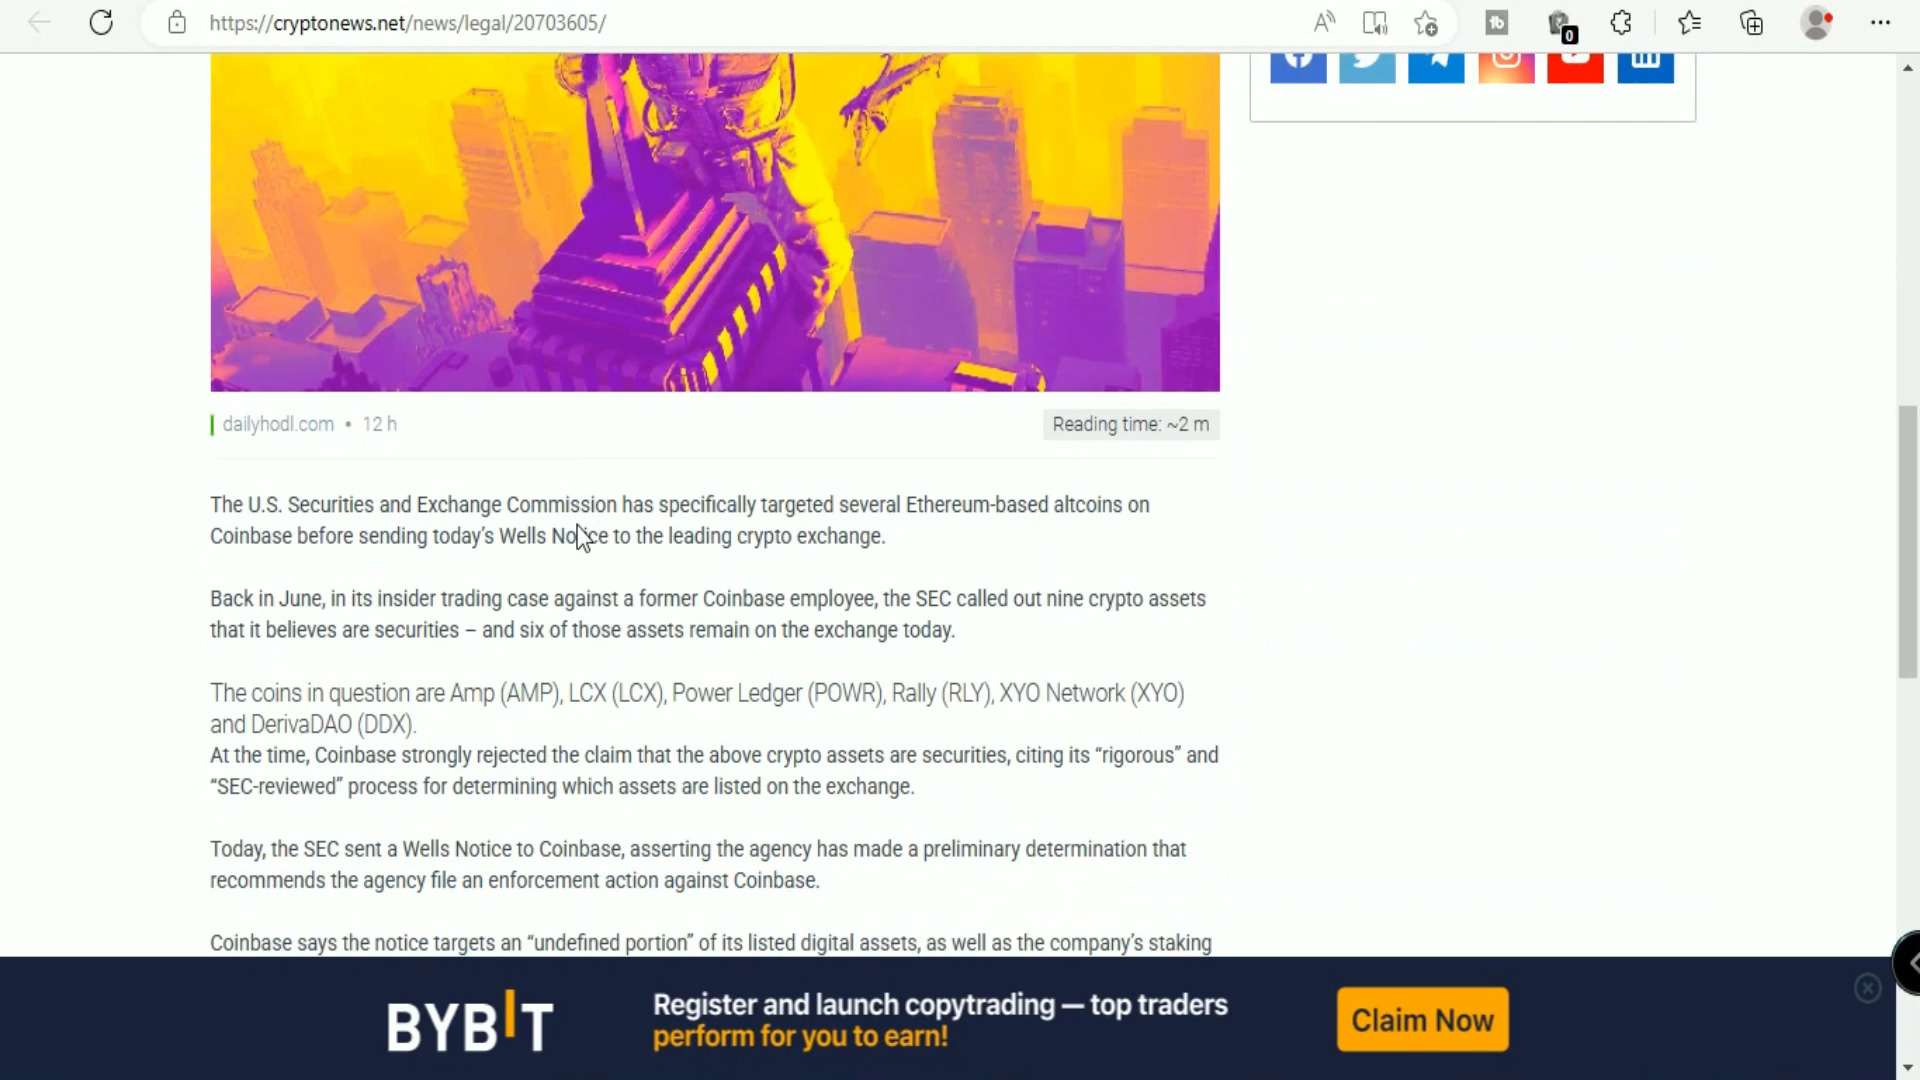 https://cryptonews.net/news/legal/20703605/
0
dailyhodl.com • 12 h
Reading time: ~2 m
The U.S. Securities and Exchange Commission has specifically targeted several Ethereum-based altcoins on
Coinbase before sending today's Wells Notice to the leading crypto exchange.
Back in June, in its insider trading case against a former Coinbase employee, the SEC called out nine crypto assets
that it believes are securities – and six of those assets remain on the exchange today.
The coins in question are Amp (AMP), LCX (LCX), Power Ledger (POWR), Rally (RLY), XYO Network (XYO)
and DerivaDAO (DDX).
At the time, Coinbase strongly rejected the claim that the above crypto assets are securities, citing its “rigorous” and
“SEC-reviewed” process for determining which assets are listed on the exchange.
Today, the SEC sent a Wells Notice to Coinbase, asserting the agency has made a preliminary determination that
recommends the agency file an enforcement action against Coinbase.
Coinbase says the notice targets an “undefined portion” of its listed digital assets, as well as the company's staking
BYBIT
Register and launch copytrading — top traders
perform for you to earn!
Claim Now